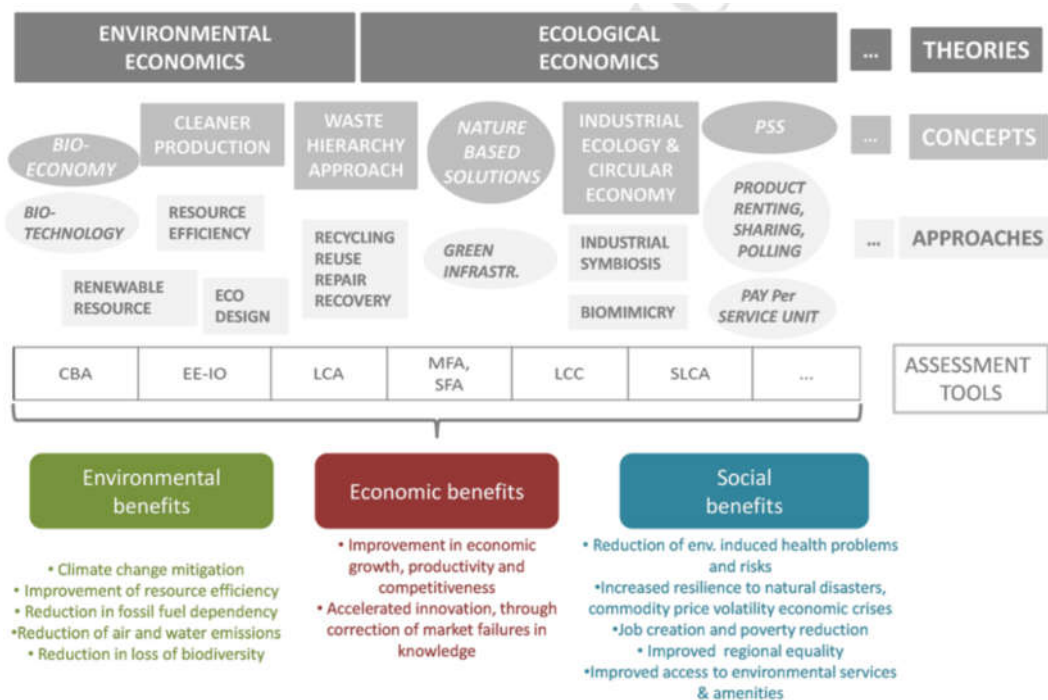 ENVIRONMENTAL
ECONOMICS
ECOLOGICAL
ECONOMICS
...
THEORIES
BIO-
ECONOMY
CLEANER
PRODUCTION
WASTE
HIERARCHY
APPROACH
NATURE
BASED
SOLUTIONS
INDUSTRIAL
ECOLOGY &
CIRCULAR
ECONOMY
PSS
...
CONCEPTS
BIO-
TECHNOLOGY
RESOURCE
EFFICIENCY
RENEWABLE
RESOURCE
ECO
DESIGN
RECYCLING
REUSE
REPAIR
RECOVERY
GREEN
INFRASTR.
INDUSTRIAL
SYMBIOSIS
BIOMIMICRY
PRODUCT
RENTING,
SHARING,
POLLING
PAY Per
SERVICE UNIT
...
APPROACHES
CBA
EE-IO
LCA
MFA,
SFA
LCC
SLCA
...
ASSESSMENT
TOOLS
Environmental
benefits
• Climate change mitigation
• Improvement of resource efficiency
• Reduction in fossil fuel dependency
•Reduction of air and water emissions
• Reduction in loss of biodiversity
Economic benefits
• Improvement in economic
growth, productivity and
competitiveness
• Accelerated innovation, through
correction of market failures in
knowledge
Social
benefits
• Reduction of env. induced health problems
and risks
•Increased resilience to natural disasters,
commodity price volatility economic crises
•Job creation and poverty reduction
• Improved regional equality
•Improved access to environmental services
& amenities